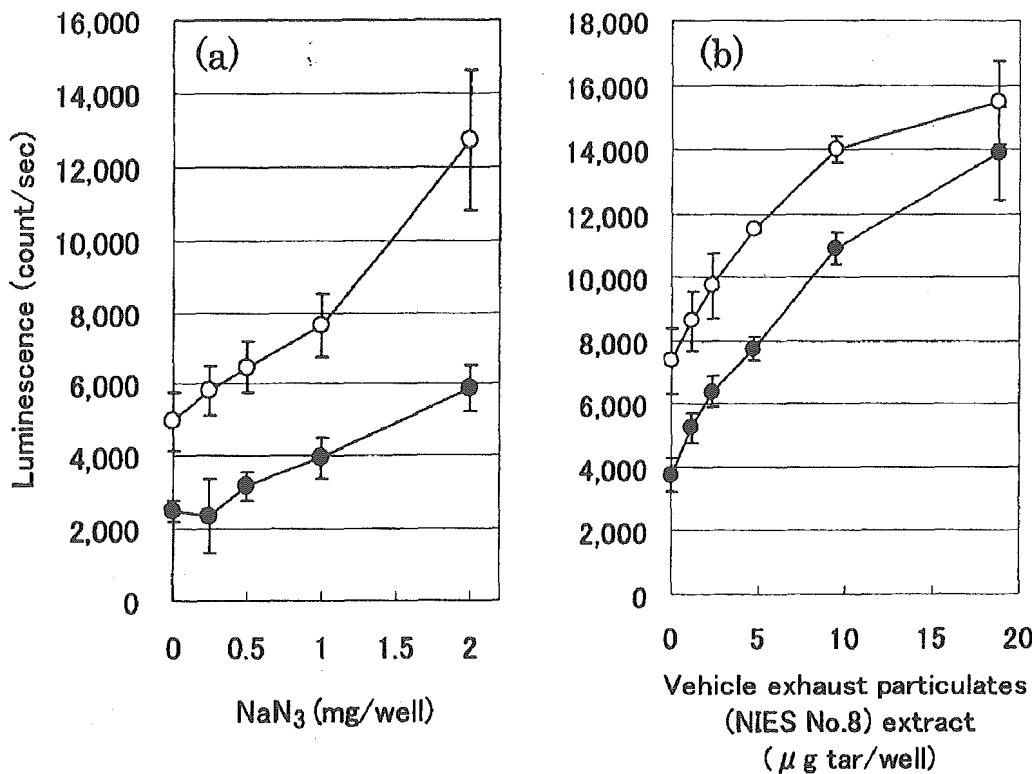 (a)
16,000
14,000
12,000
10,000
8,000
6,000
4,000
2,000
0
Luminescence (count/sec)
0 0.5 1 1.5 2
NaN3 (mg/well)
(b)
18,000
16,000
14,000
12,000
10,000
8,000
6,000
4,000
2,000
0
0 5 10 15 20
Vehicle exhaust particulates
(NIES No.8) extract
(μg tar/well)